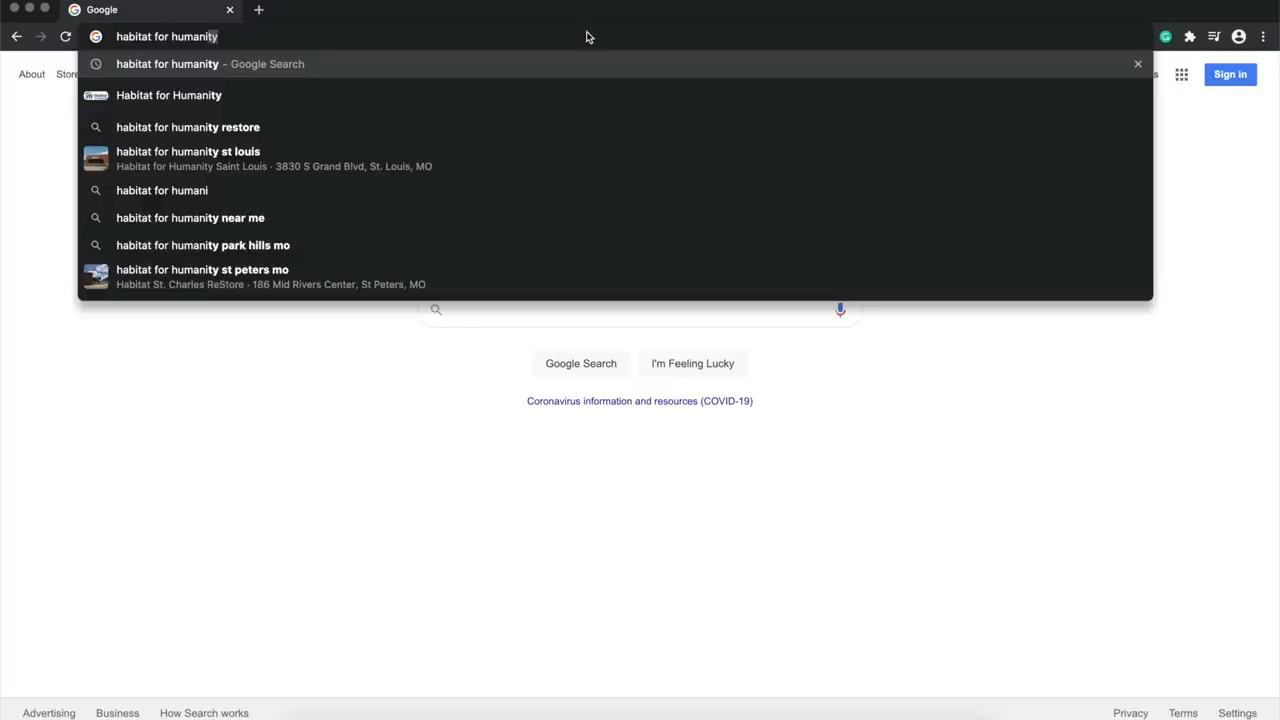 Google
habitat for humanity
habitat for humanity - Google Search
Habitat for Humanity
habitat for humanity restore
habitat for humanity st louis
Habitat for Humanity Saint Louis · 3830 S Grand Blvd, St. Louis, MO
habitat for humani
habitat for humanity near me
habitat for humanity park hills mo
habitat for humanity st peters mo
Habitat St. Charles ReStore · 186 Mid Rivers Center, St Peters, MO
About Store
s Sign in
Google Search I'm Feeling Lucky
Coronavirus information and resources (COVID-19)
Advertising Business How Search works
Privacy Terms Settings